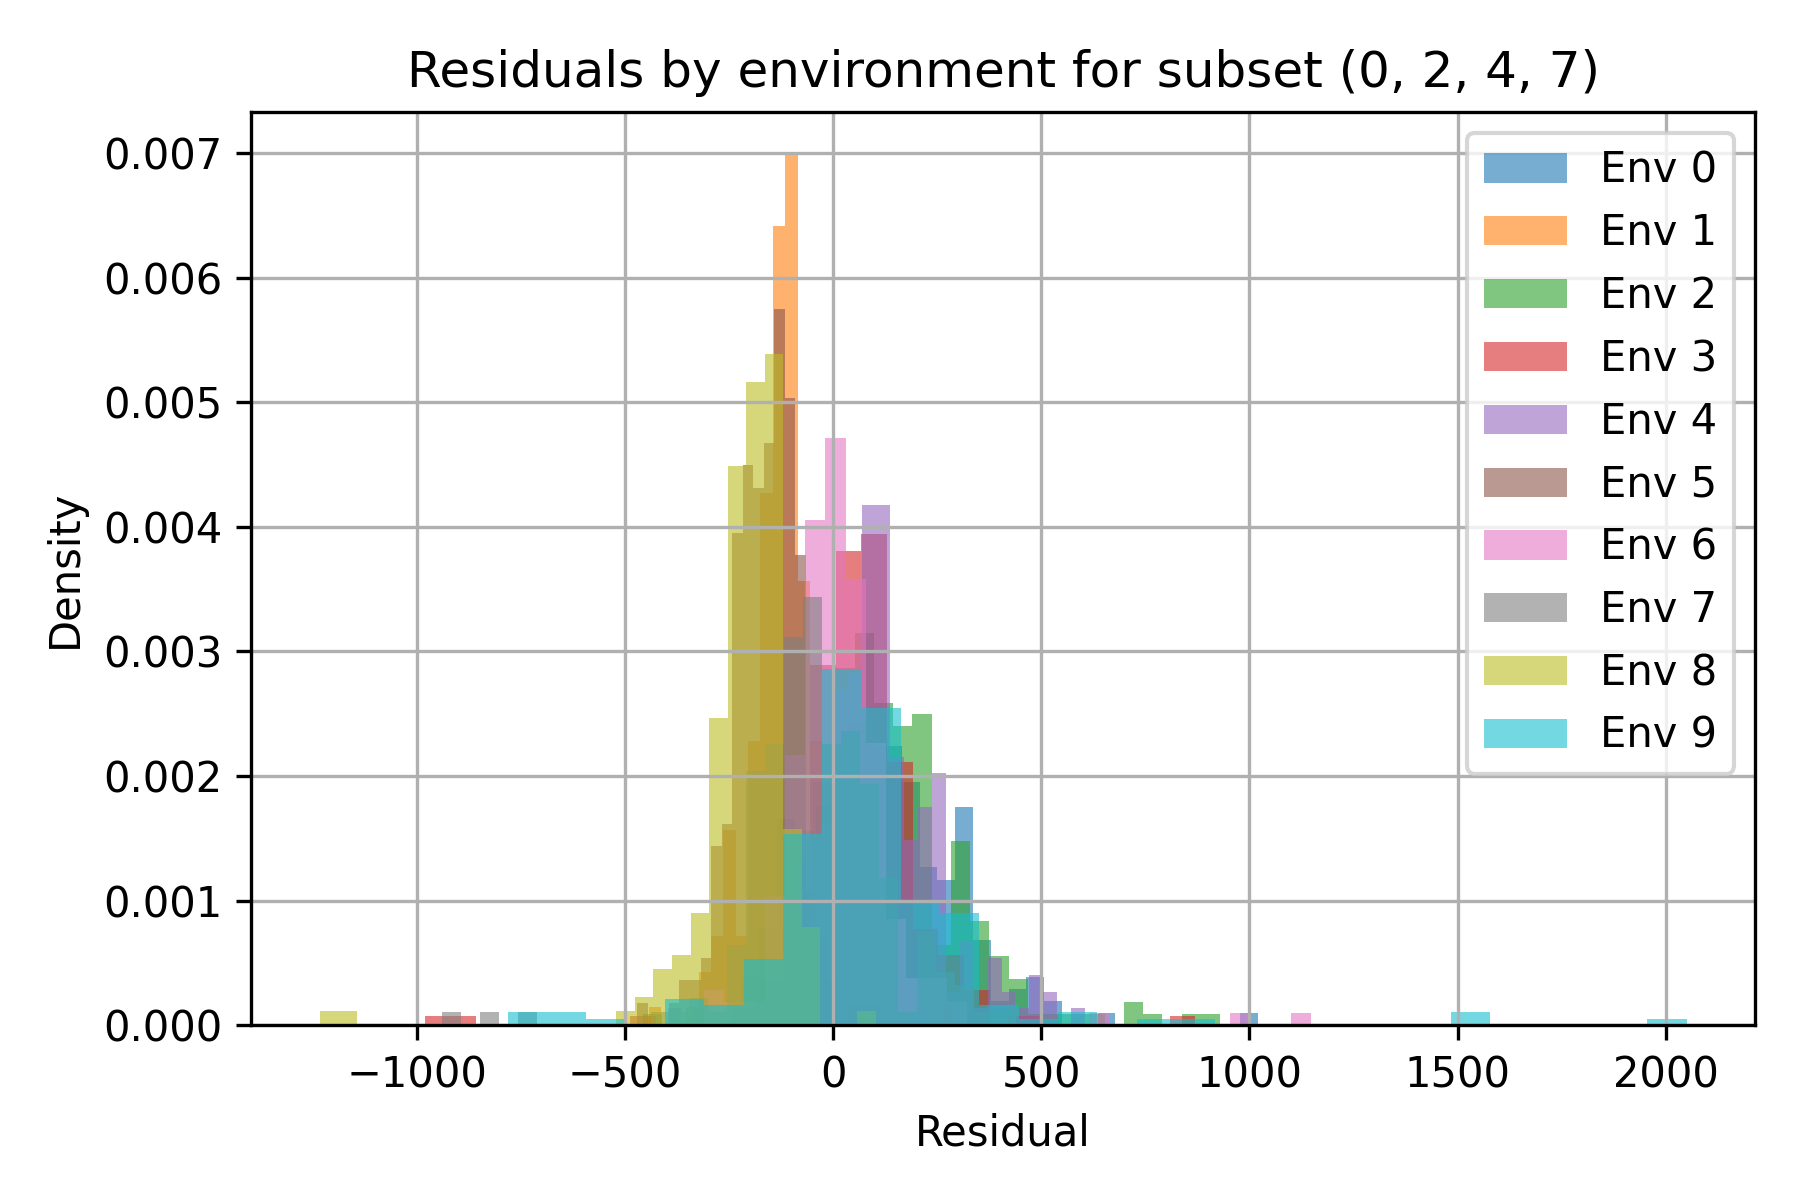 Residuals by environment for subset (0, 2, 4, 7)
0.007
0.006
0.005
0.004
0.003
0.002
0.001
0.000
Density
−1000
−500
0
500
1000
1500
2000
Residual
Env 0
Env 1
Env 2
Env 3
Env 4
Env 5
Env 6
Env 7
Env 8
Env 9